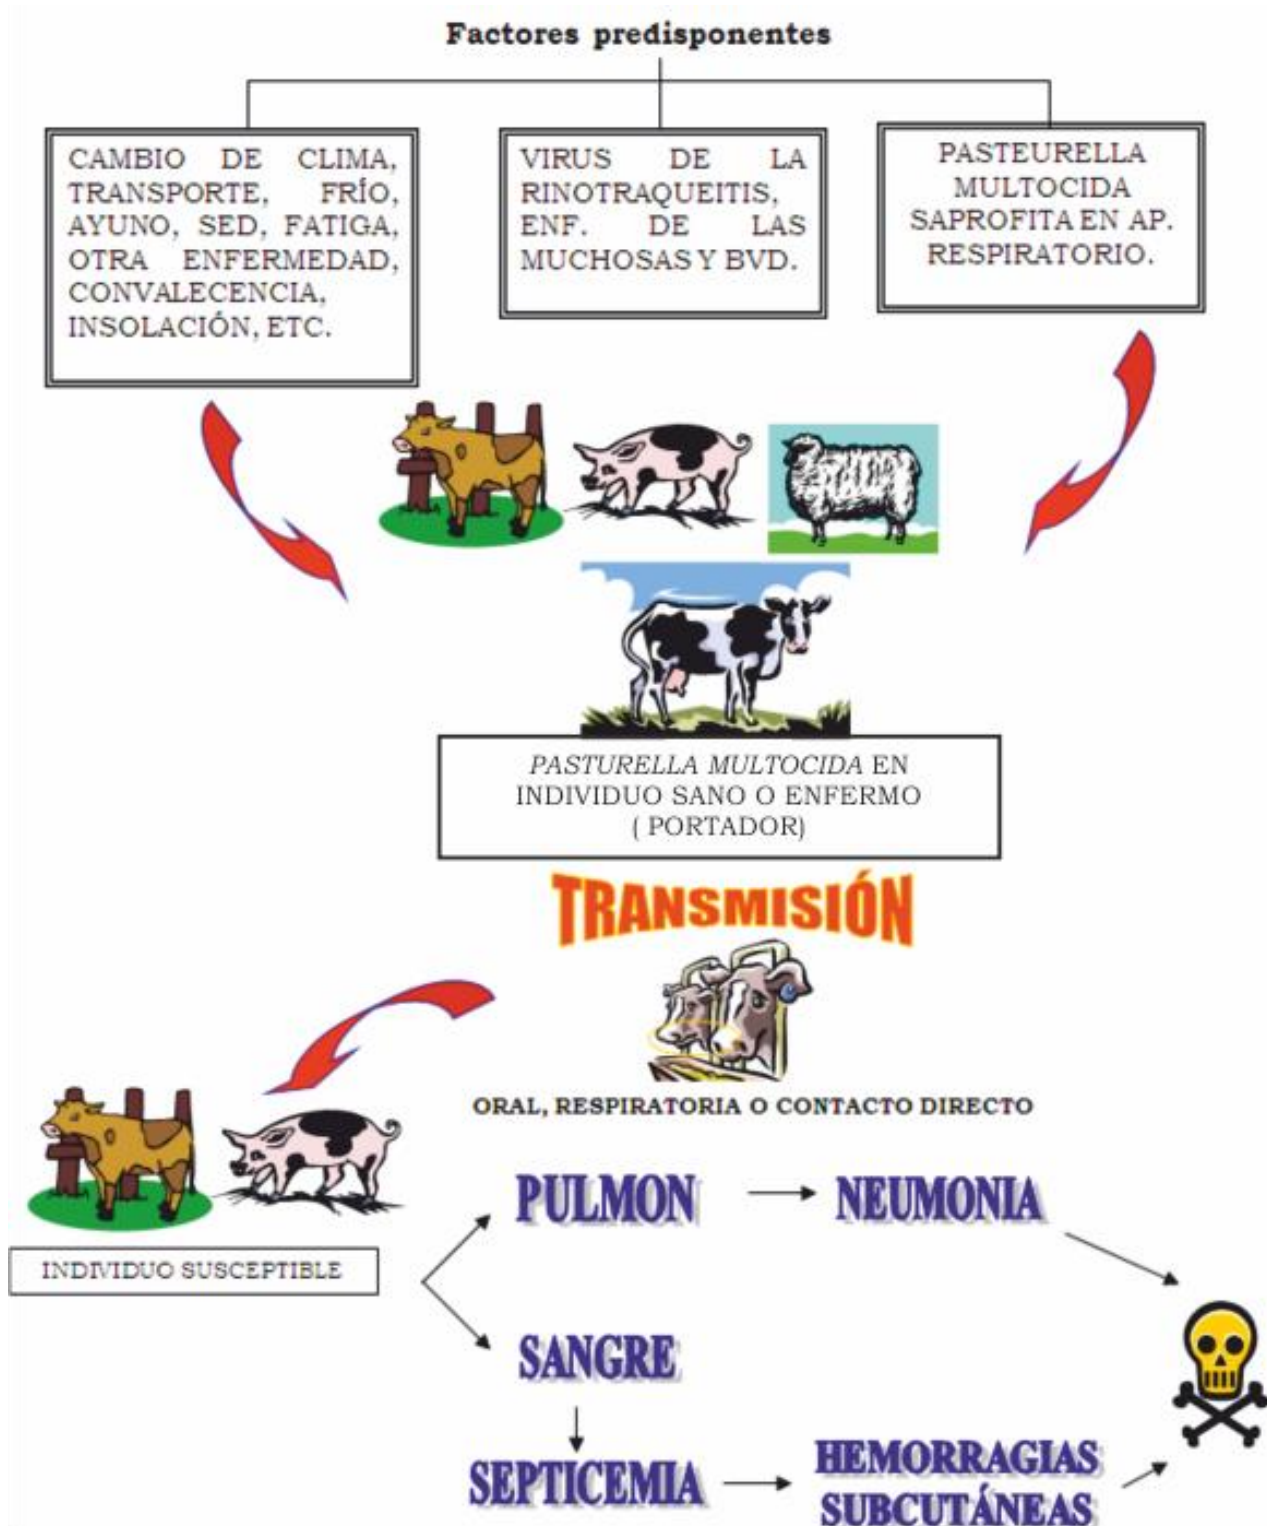 Factores predisponentes
CAMBIO DE CLIMA,
TRANSPORTE, FRÍO,
AYUNO, SED, FATIGA,
OTRA ENFERMEDAD,
CONVALECENCIA,
INSOLACIÓN, ETC.
VIRUS DE LA
RINOTRAQUEITIS,
ENF. DE LAS
MUCHOSAS Y BVD.
PASTEURELLA
MULTOCIDA
SAPROFITA EN AP.
RESPIRATORIO.
PASTURELLA MULTOCIDA EN
INDIVIDUO SANO O ENFERMO
( PORTADOR)
TRANSMISIÓN
ORAL, RESPIRATORIA O CONTACTO DIRECTO
INDIVIDUO SUSCEPTIBLE
PULMON
NEUMONIA
SANGRE
SEPTICEMIA
HEMORRAGIAS
SUBCUTÁNEAS